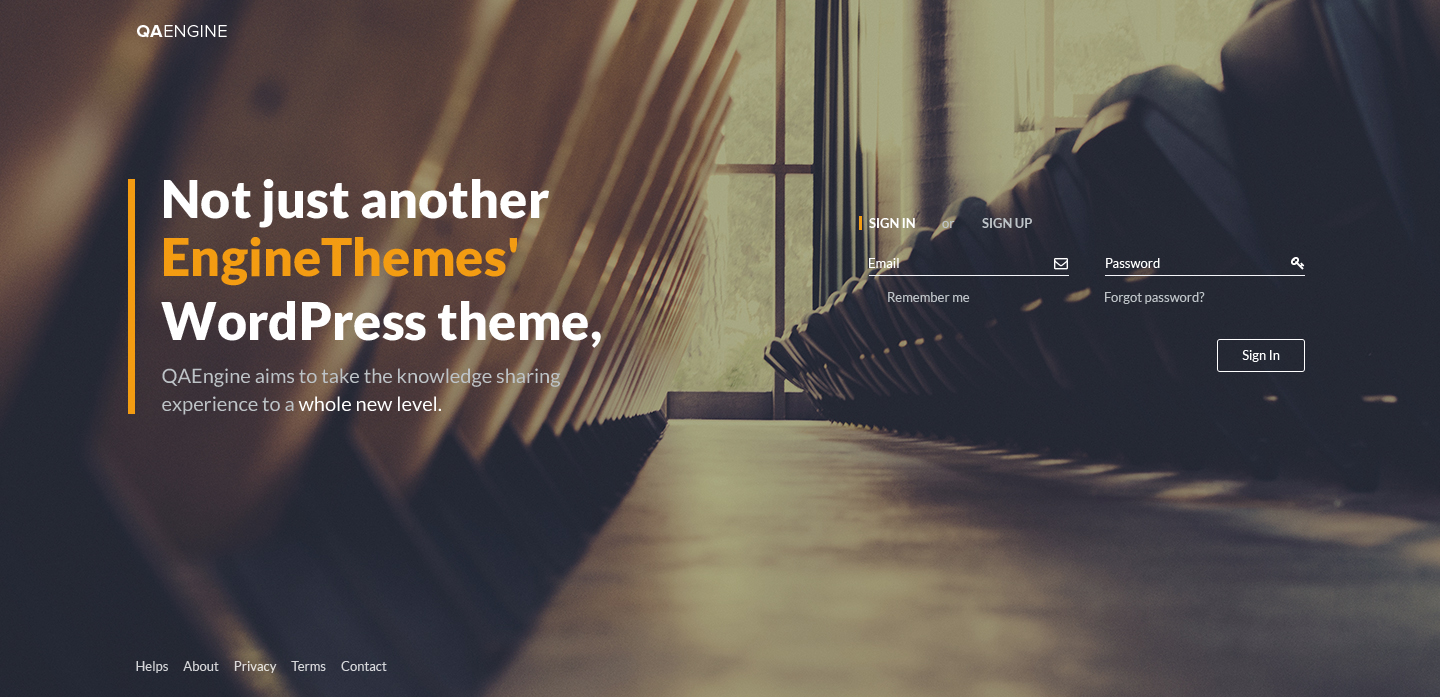 QAENGINE
Not just another
EngineThemes'
WordPress theme,
QAEngine aims to take the knowledge sharing
experience to a whole new level.
SIGN IN or SIGN UP
Email Password
Remember me Forgot password?
Sign In
Helps About Privacy Terms Contact